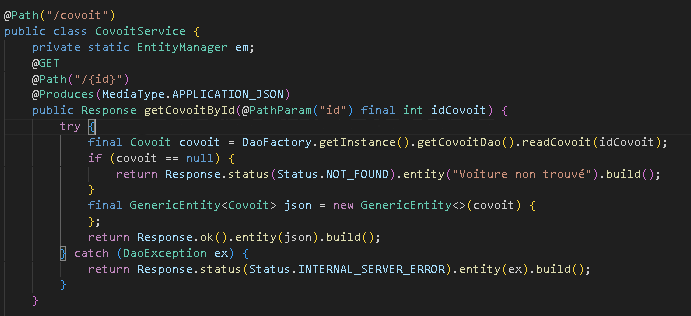 @Path("/covoit")
public class CovoitService {
    private static EntityManager em;
    @GET
    @Path("/{id}")
    @Produces(MediaType.APPLICATION_JSON)
    public Response getCovoitById(@PathParam("id") final int idCovoit) {
        try {
            final Covoit covoit = DaoFactory.getInstance().getCovoitDao().readCovoit(idCovoit);
            if (covoit == null) {
                return Response.status(Status.NOT_FOUND).entity("Voiture non trouvé").build();
            }
            final GenericEntity<Covoit> json = new GenericEntity<>(covoit) {
            };
            return Response.ok().entity(json).build();
        } catch (DaoException ex) {
            return Response.status(Status.INTERNAL_SERVER_ERROR).entity(ex).build();
        }
    }